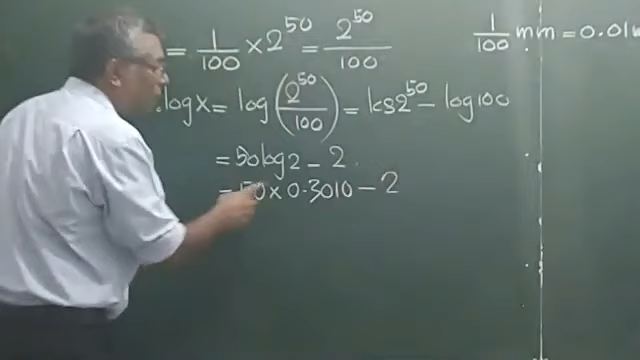 = 1/100 × 2^50 = 2^50/100
1/100 mm = 0.01
log x = log(2^50/100) = log 2^50 - log 100
= 50 log 2 - 2
= 50 × 0.3010 - 2